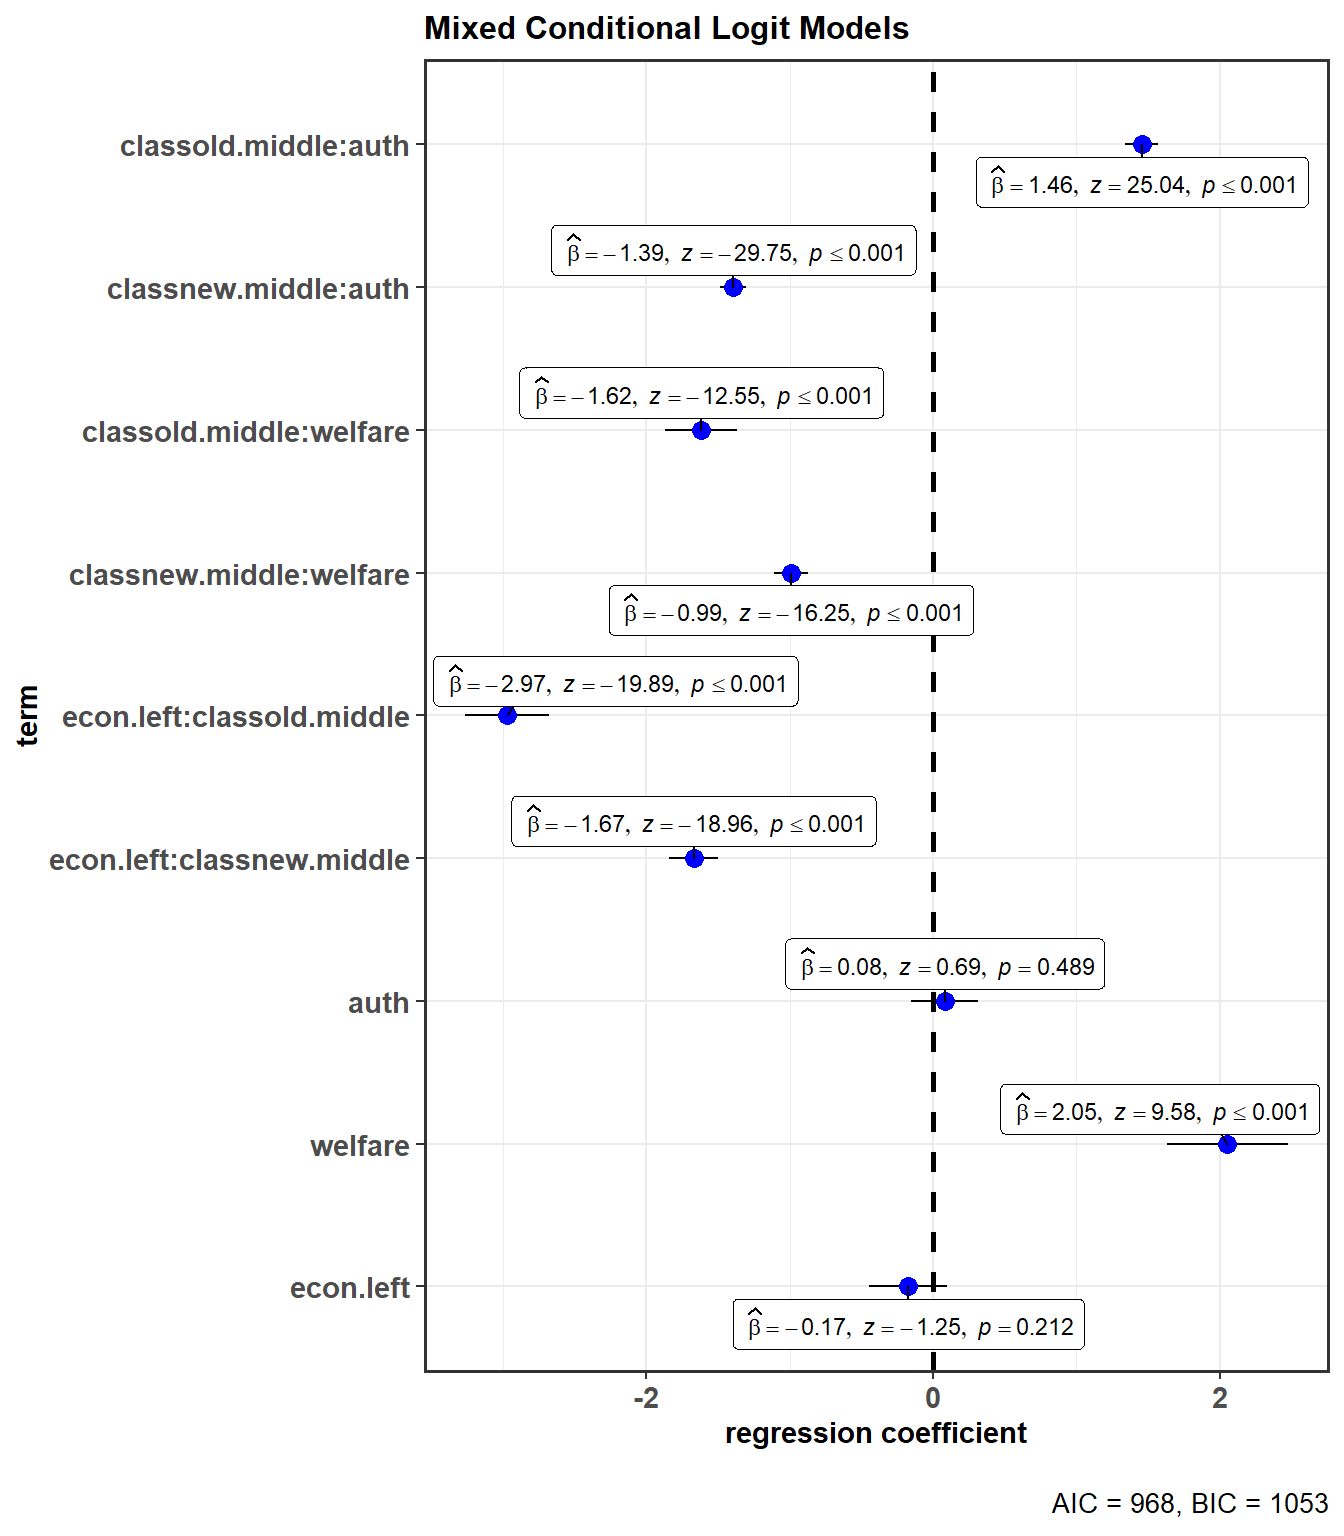 Mixed Conditional Logit Models
classold.middle:auth
β̂ = 1.46, z = 25.04, p ≤ 0.001
β̂ = −1.39, z = −29.75, p ≤ 0.001
classnew.middle:auth
β̂ = −1.62, z = −12.55, p ≤ 0.001
classold.middle:welfare
classnew.middle:welfare
β̂ = −0.99, z = −16.25, p ≤ 0.001
β̂ = −2.97, z = −19.89, p ≤ 0.001
term
econ.left:classold.middle
β̂ = −1.67, z = −18.96, p ≤ 0.001
econ.left:classnew.middle
β̂ = 0.08, z = 0.69, p = 0.489
auth
β̂ = 2.05, z = 9.58, p ≤ 0.001
welfare
econ.left
β̂ = −0.17, z = −1.25, p = 0.212
-2 0 2
regression coefficient
AIC = 968, BIC = 1053